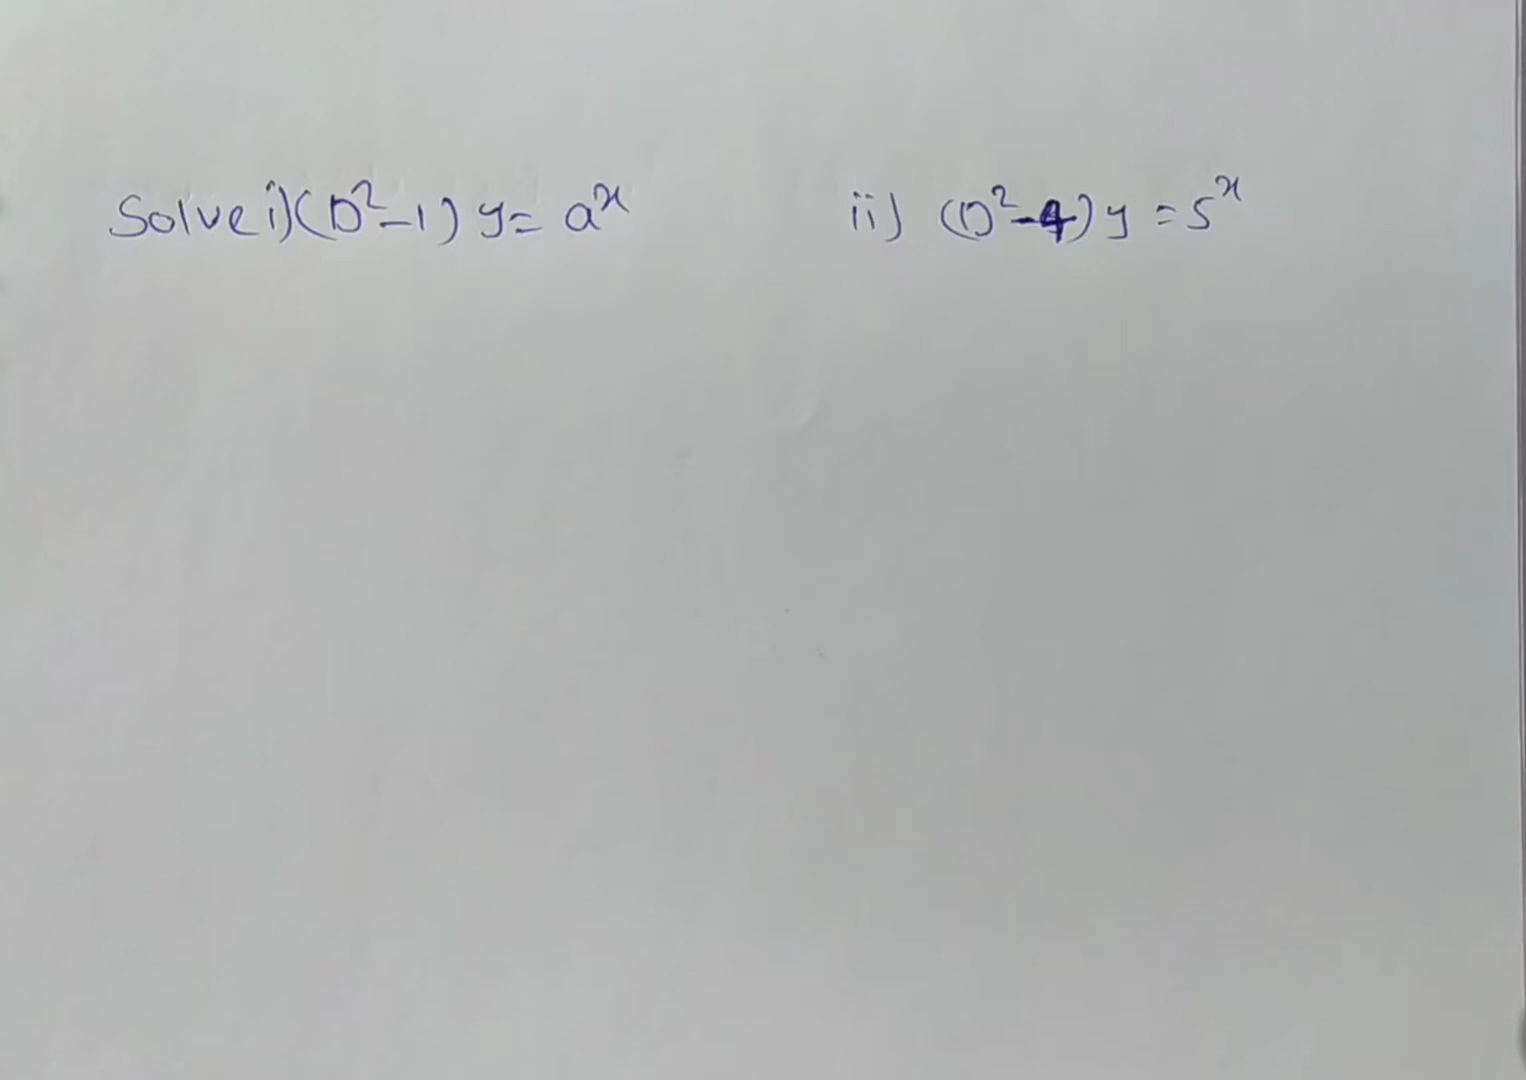 Solve i) (D²-1) y = aˣ ii) (D²-4) y = 5ˣ